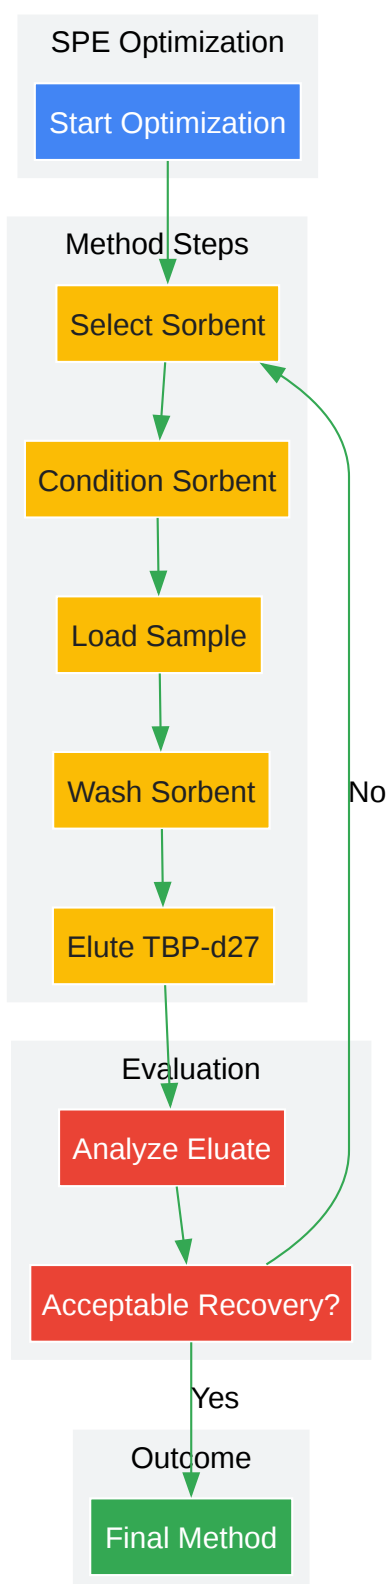 SPE Optimization
Start Optimization
Method Steps
Select Sorbent
Condition Sorbent
Load Sample
Wash Sorbent
No
Elute TBP-d27
Evaluation
Analyze Eluate
Acceptable Recovery?
Yes
Outcome
Final Method